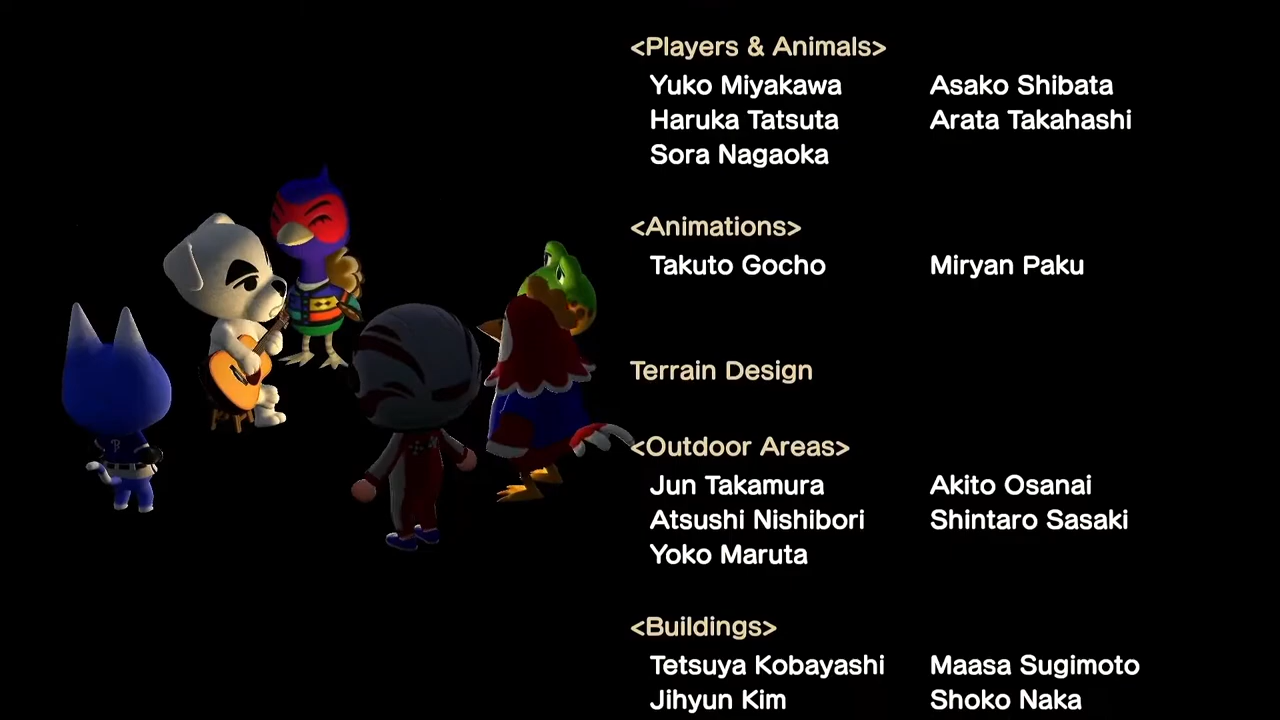 <Players & Animals>
Yuko Miyakawa Asako Shibata
Haruka Tatsuta Arata Takahashi
Sora Nagaoka
<Animations>
Takuto Gocho Miryan Paku
Terrain Design
<Outdoor Areas>
Jun Takamura Akito Osanai
Atsushi Nishibori Shintaro Sasaki
Yoko Maruta
<Buildings>
Tetsuya Kobayashi Maasa Sugimoto
Jihyun Kim Shoko Naka